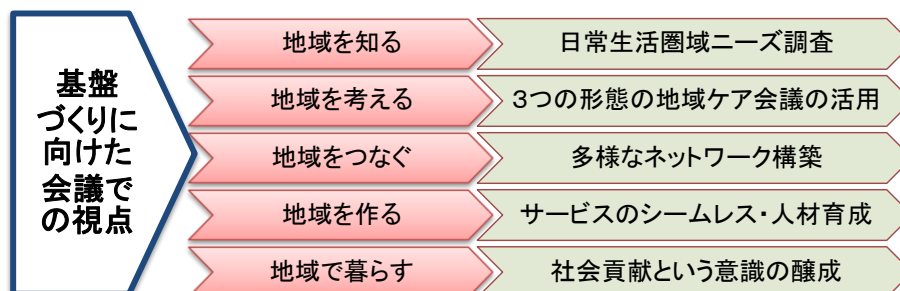 基盤
づくりに
向けた
会議で
の視点
地域を知る
日常生活圏域ニーズ調査
地域を考える
3つの形態の地域ケア会議の活用
地域をつなぐ
多様なネットワーク構築
地域を作る
サービスのシームレス・人材育成
地域で暮らす
社会貢献という意識の醸成